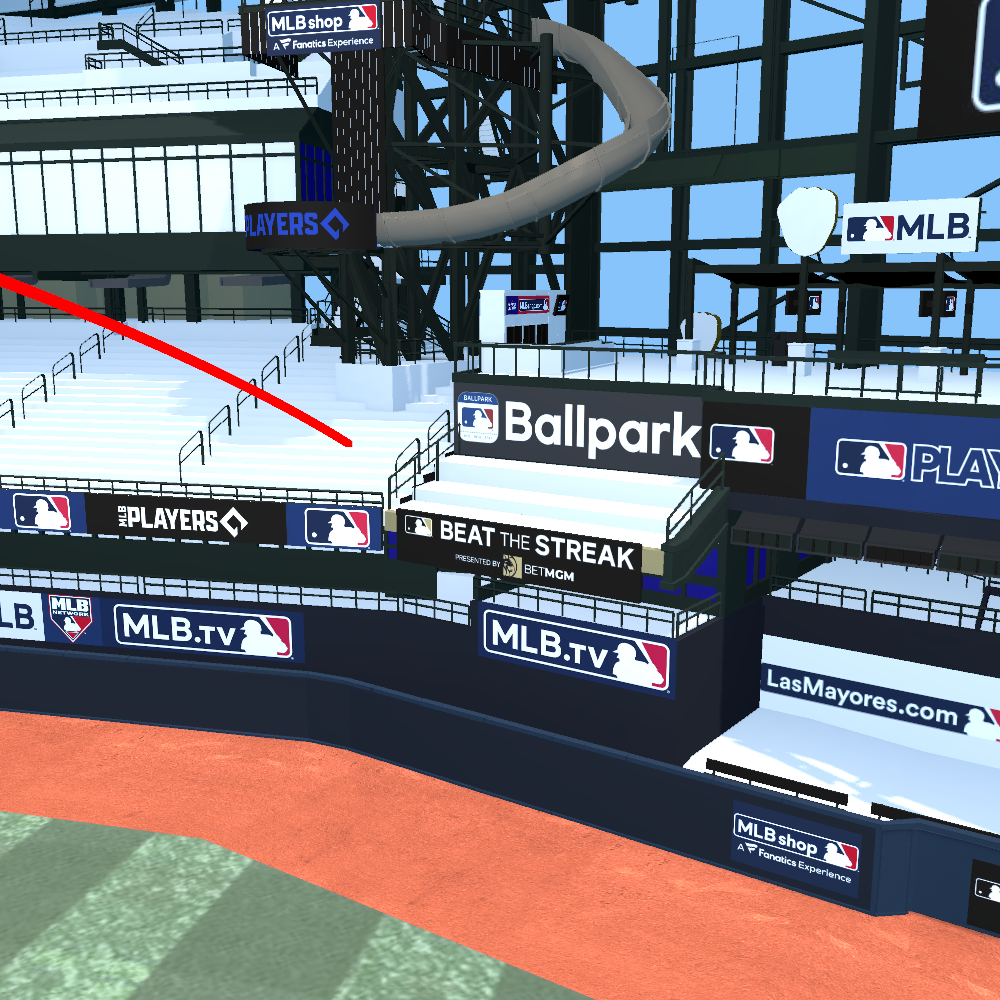 MLB shop
A Fanatics Experience
PLAYERS
MLB
BALLPARK
Ballpark
PLAY
MLB PLAYERS
BEAT THE STREAK
PRESENTED BY BETMGM
LB
MLB
NETWORK
MLB.TV
MLB.TV
LasMayores.com
MLB shop
A Fanatics Experience